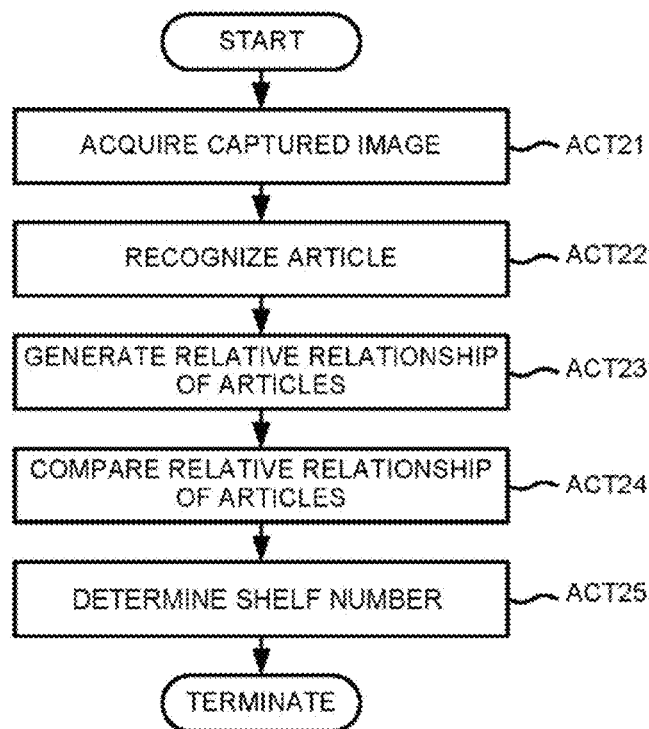 START
ACQUIRE CAPTURED IMAGE
ACT21
RECOGNIZE ARTICLE
ACT22
GENERATE RELATIVE RELATIONSHIP
OF ARTICLES
ACT23
COMPARE RELATIVE RELATIONSHIP
OF ARTICLES
ACT24
DETERMINE SHELF NUMBER
ACT25
TERMINATE